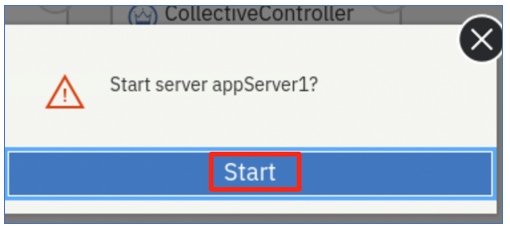 CollectiveController
Start server appServer1?
Start